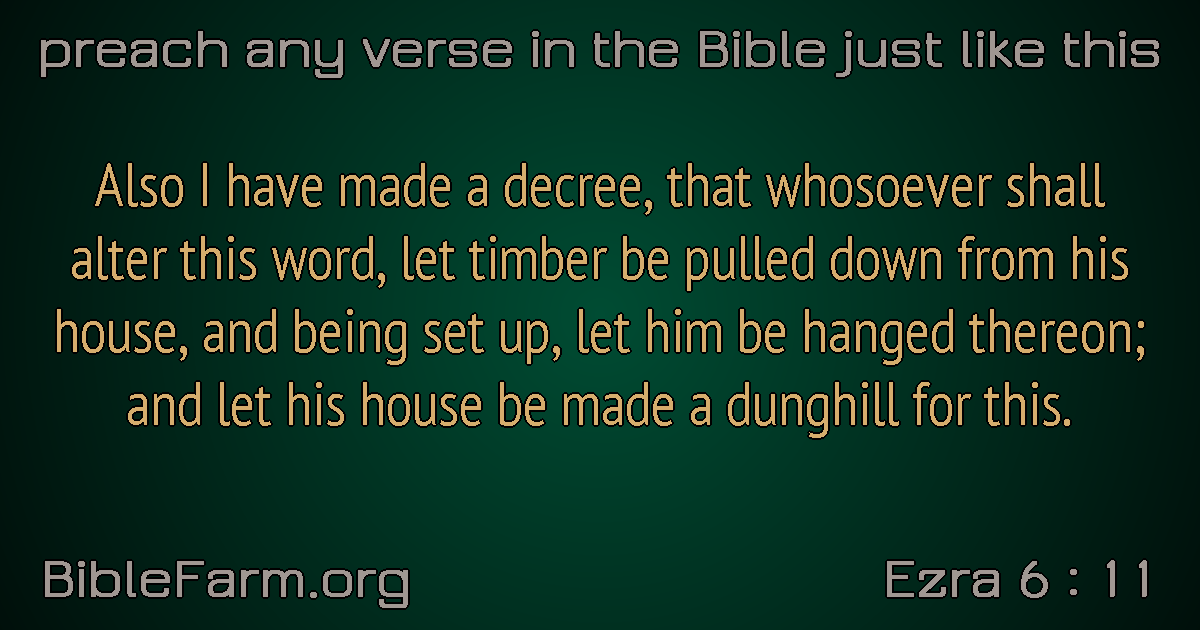 preach any verse in the Bible just like this
Also I have made a decree, that whosoever shall
alter this word, let timber be pulled down from his
house, and being set up, let him be hanged thereon;
and let his house be made a dunghill for this.
BibleFarm.org
Ezra 6 : 11